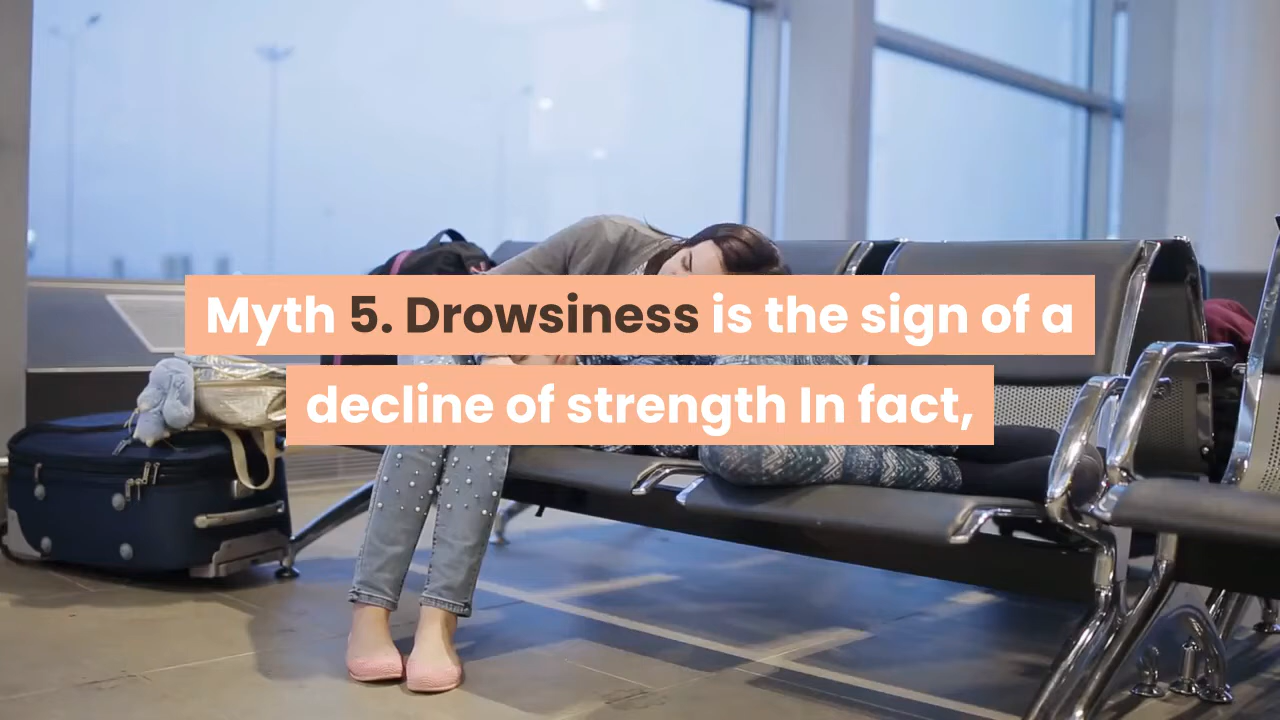 Myth 5. Drowsiness is the sign of a
decline of strength In fact,